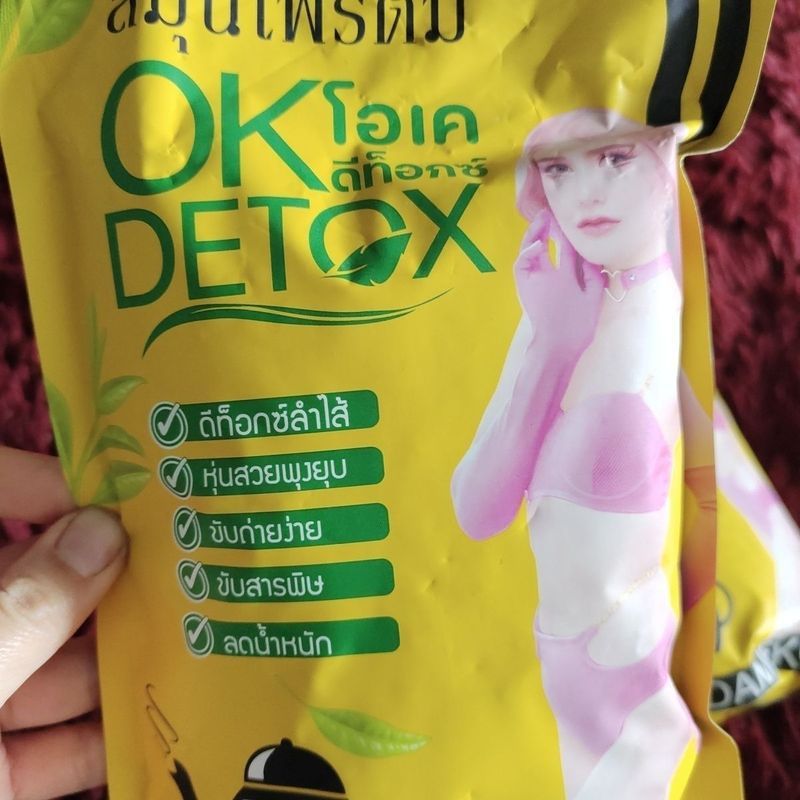 สมุนไพรต้ม
OK โอเค
ดีท็อกซ์
DETOX
ดีท็อกซ์ลำไส้
หุ่นสวยพุงยุบ
ขับถ่ายง่าย
ขับสารพิษ
ลดน้ำหนัก